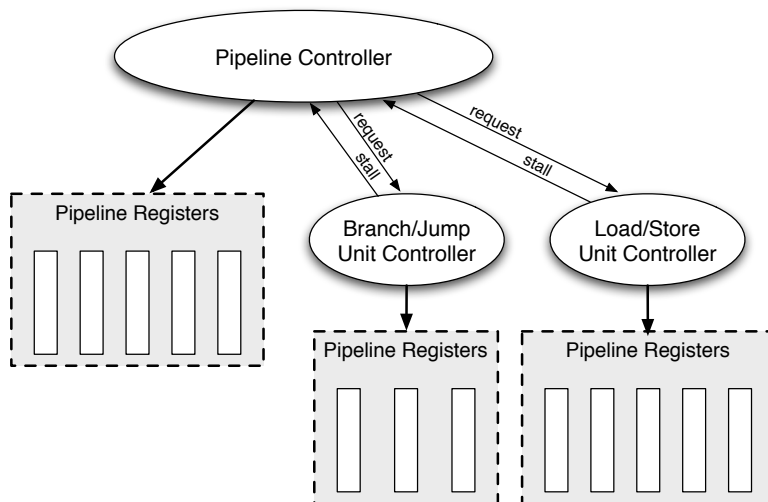 Pipeline Controller
request
stall
request
stall
Pipeline Registers
Branch/Jump
Unit Controller
Load/Store
Unit Controller
Pipeline Registers
Pipeline Registers